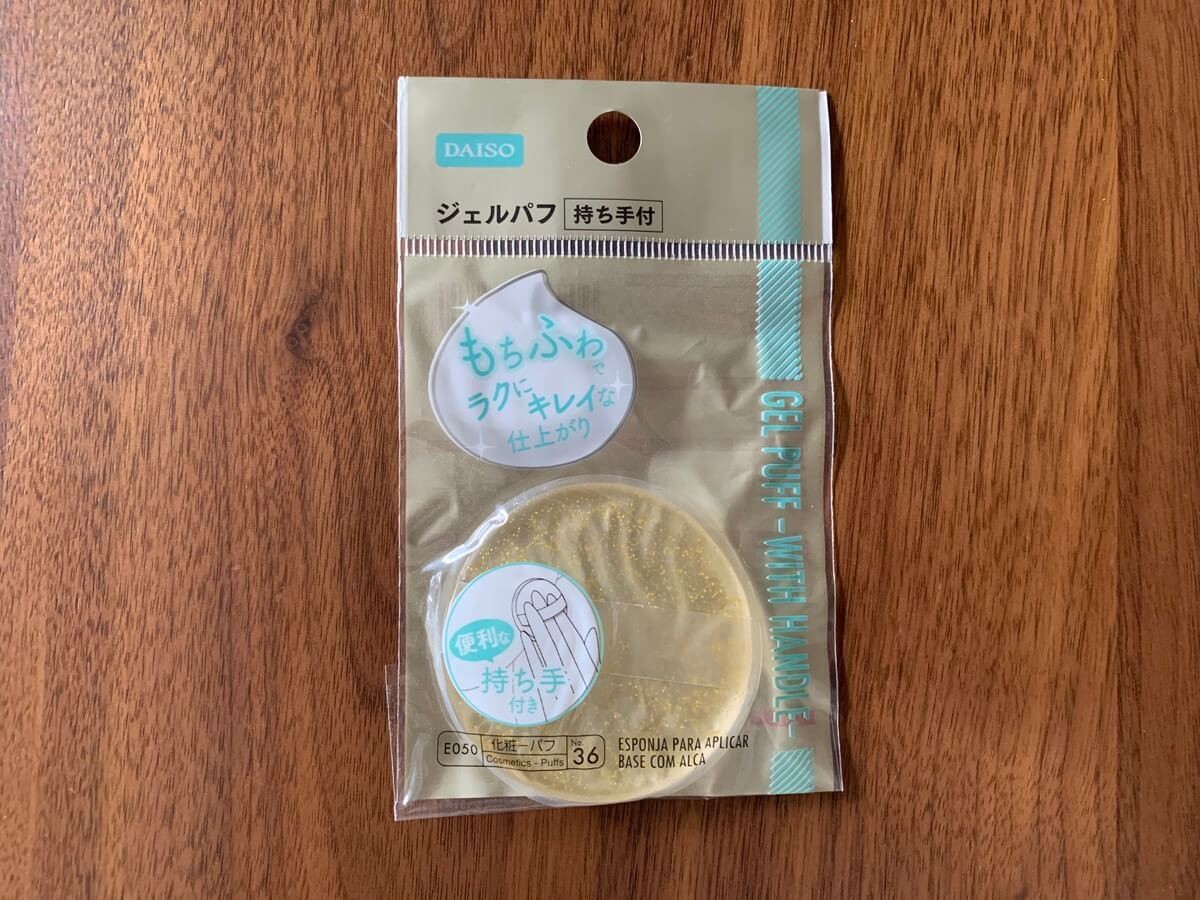 DAISO
ジェルパフ 持ち手付
もちふわで
ラクにキレイな
仕上がり
GEL PUFF - WITH HANDLE -
便利な
持ち手
付き
E050 化粧ーパフ Cosmetics - Puffs No. 36
ESPONJA PARA APLICAR
BASE COM ALCA